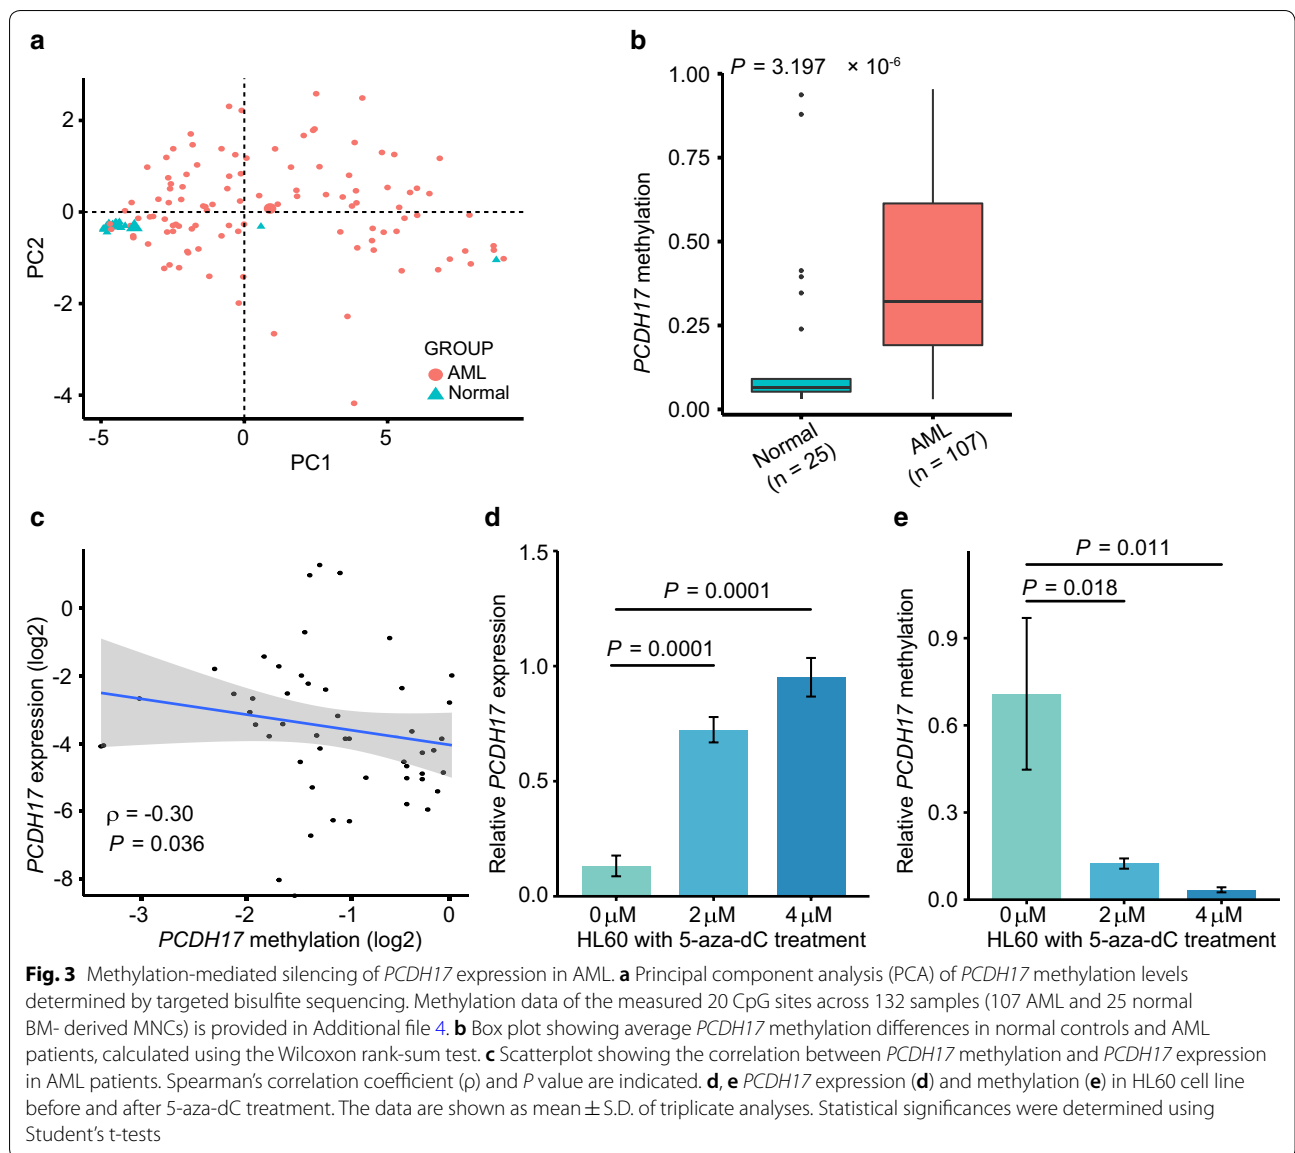 a
2
0
-2
-4
PC2
-5
0
5
PC1
GROUP
AML
Normal
b
P = 3.197 × 10-6
1.00
0.75
0.50
0.25
0.00
PCDH17 methylation
Normal
(n = 25)
AML
(n = 107)
c
0
-2
-4
-6
-8
PCDH17 expression (log2)
ρ = -0.30
P = 0.036
-3
-2
-1
0
PCDH17 methylation (log2)
d
1.5
1.0
0.5
0.0
Relative PCDH17 expression
P = 0.0001
P = 0.0001
0 μM
2 μM
4 μM
HL60 with 5-aza-dC treatment
e
0.9
0.6
0.3
0.0
Relative PCDH17 methylation
P = 0.011
P = 0.018
0 μM
2 μM
4 μM
HL60 with 5-aza-dC treatment
Fig. 3 Methylation-mediated silencing of PCDH17 expression in AML. a Principal component analysis (PCA) of PCDH17 methylation levels
determined by targeted bisulfite sequencing. Methylation data of the measured 20 CpG sites across 132 samples (107 AML and 25 normal
BM- derived MNCs) is provided in Additional file 4. b Box plot showing average PCDH17 methylation differences in normal controls and AML
patients, calculated using the Wilcoxon rank-sum test. c Scatterplot showing the correlation between PCDH17 methylation and PCDH17 expression
in AML patients. Spearman's correlation coefficient (ρ) and P value are indicated. d, e PCDH17 expression (d) and methylation (e) in HL60 cell line
before and after 5-aza-dC treatment. The data are shown as mean ± S.D. of triplicate analyses. Statistical significances were determined using
Student's t-tests